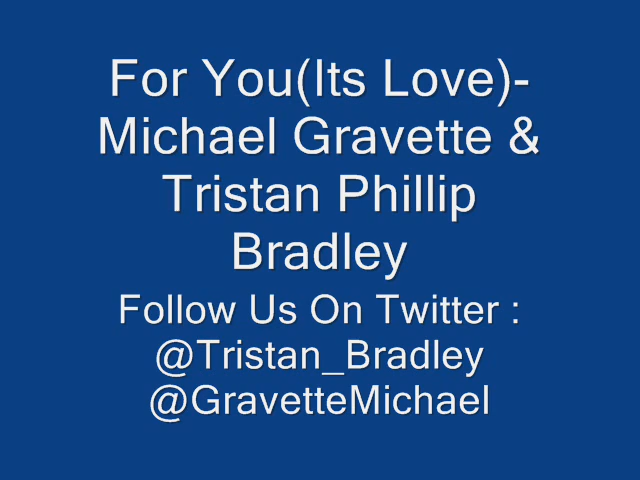 For You(Its Love)-
Michael Gravette &
Tristan Phillip
Bradley
Follow Us On Twitter :
@Tristan_Bradley
@GravetteMichael